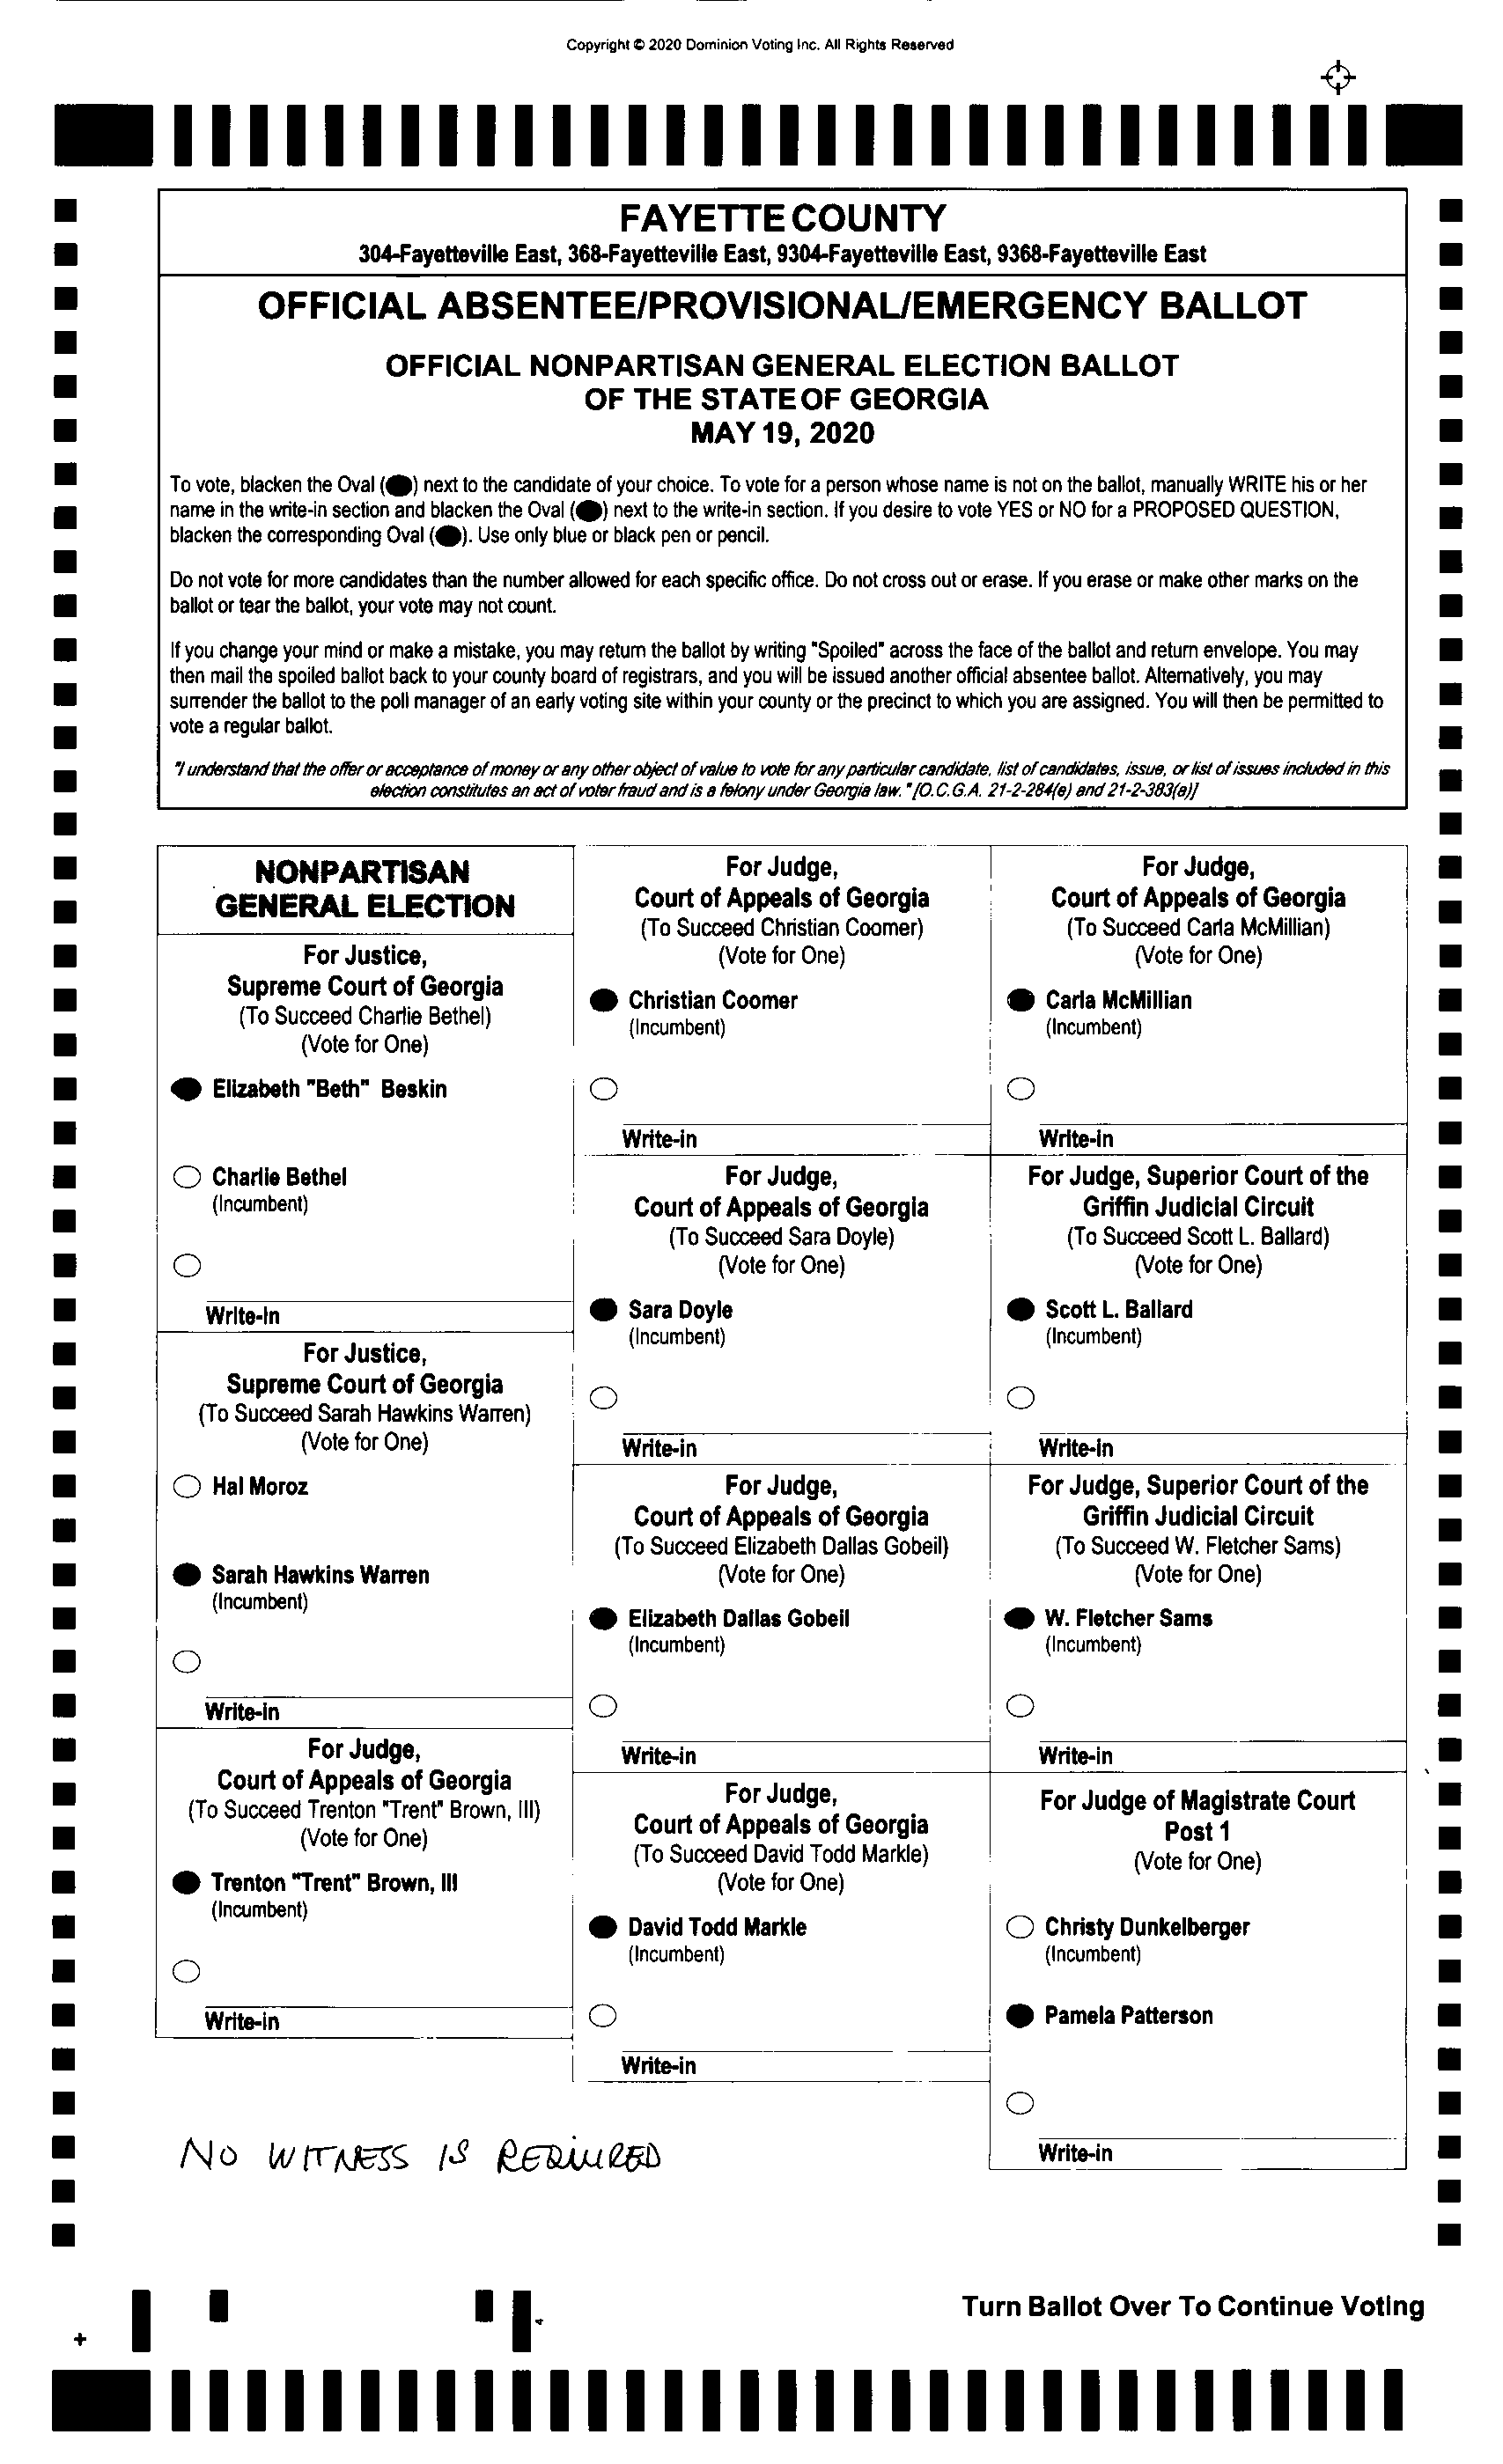 Copyright © 2020 Dominion Voting Inc. All Rights Reserved
FAYETTE COUNTY
304-Fayetteville East, 368-Fayetteville East, 9304-Fayetteville East, 9368-Fayetteville East
OFFICIAL ABSENTEE/PROVISIONAL/EMERGENCY BALLOT
OFFICIAL NONPARTISAN GENERAL ELECTION BALLOT
OF THE STATE OF GEORGIA
MAY 19, 2020
To vote, blacken the Oval ( ) next to the candidate of your choice. To vote for a person whose name is not on the ballot, manually WRITE his or her
name in the write-in section and blacken the Oval ( ) next to the write-in section. If you desire to vote YES or NO for a PROPOSED QUESTION,
blacken the corresponding Oval ( ). Use only blue or black pen or pencil.
Do not vote for more candidates than the number allowed for each specific office. Do not cross out or erase. If you erase or make other marks on the
ballot or tear the ballot, your vote may not count.
If you change your mind or make a mistake, you may return the ballot by writing "Spoiled" across the face of the ballot and return envelope. You may
then mail the spoiled ballot back to your county board of registrars, and you will be issued another official absentee ballot. Alternatively, you may
surrender the ballot to the poll manager of an early voting site within your county or the precinct to which you are assigned. You will then be permitted to
vote a regular ballot.
"I understand that the offer or acceptance of money or any other object of value to vote for any particular candidate, list of candidates, issue, or list of issues included in this
election constitutes an act of voter fraud and is a felony under Georgia law. "[O.C.G.A. 21-2-284(e) and 21-2-383(a)]
NONPARTISAN
GENERAL ELECTION
For Justice,
Supreme Court of Georgia
(To Succeed Charlie Bethel)
(Vote for One)
Elizabeth "Beth" Beskin
Charlie Bethel
(Incumbent)
Write-in
For Justice,
Supreme Court of Georgia
(To Succeed Sarah Hawkins Warren)
(Vote for One)
Hal Moroz
Sarah Hawkins Warren
(Incumbent)
Write-in
For Judge,
Court of Appeals of Georgia
(To Succeed Trenton "Trent" Brown, III)
(Vote for One)
Trenton "Trent" Brown, III
(Incumbent)
Write-in
For Judge,
Court of Appeals of Georgia
(To Succeed Christian Coomer)
(Vote for One)
Christian Coomer
(Incumbent)
Write-in
For Judge,
Court of Appeals of Georgia
(To Succeed Sara Doyle)
(Vote for One)
Sara Doyle
(Incumbent)
Write-in
For Judge,
Court of Appeals of Georgia
(To Succeed Elizabeth Dallas Gobeil)
(Vote for One)
Elizabeth Dallas Gobeil
(Incumbent)
Write-in
For Judge,
Court of Appeals of Georgia
(To Succeed David Todd Markle)
(Vote for One)
David Todd Markle
(Incumbent)
Write-in
For Judge,
Court of Appeals of Georgia
(To Succeed Carla McMillian)
(Vote for One)
Carla McMillian
(Incumbent)
Write-in
For Judge, Superior Court of the
Griffin Judicial Circuit
(To Succeed Scott L. Ballard)
(Vote for One)
Scott L. Ballard
(Incumbent)
Write-in
For Judge, Superior Court of the
Griffin Judicial Circuit
(To Succeed W. Fletcher Sams)
(Vote for One)
W. Fletcher Sams
(Incumbent)
Write-in
For Judge of Magistrate Court
Post 1
(Vote for One)
Christy Dunkelberger
(Incumbent)
Pamela Patterson
Write-in
NO WITNESS IS REQUIRED
Turn Ballot Over To Continue Voting